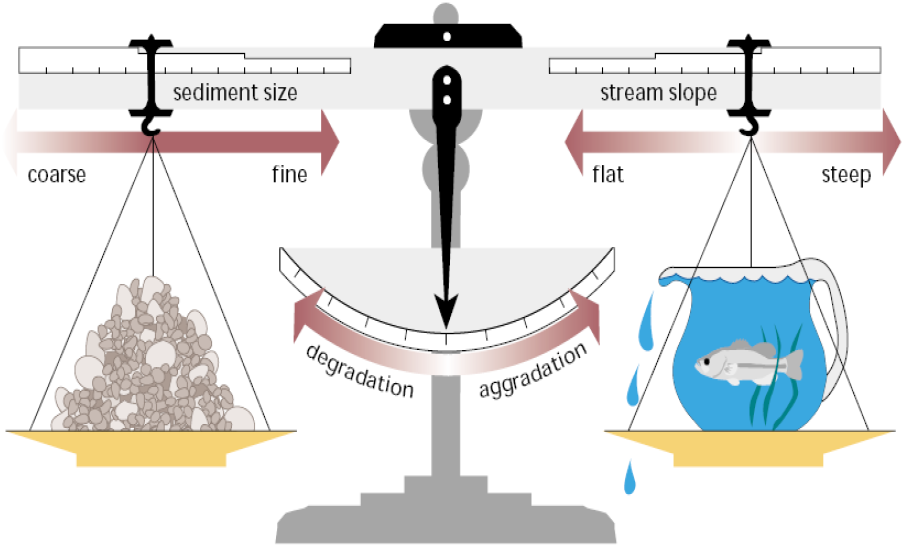 sediment size
stream slope
coarse
fine
flat
steep
degradation
aggradation